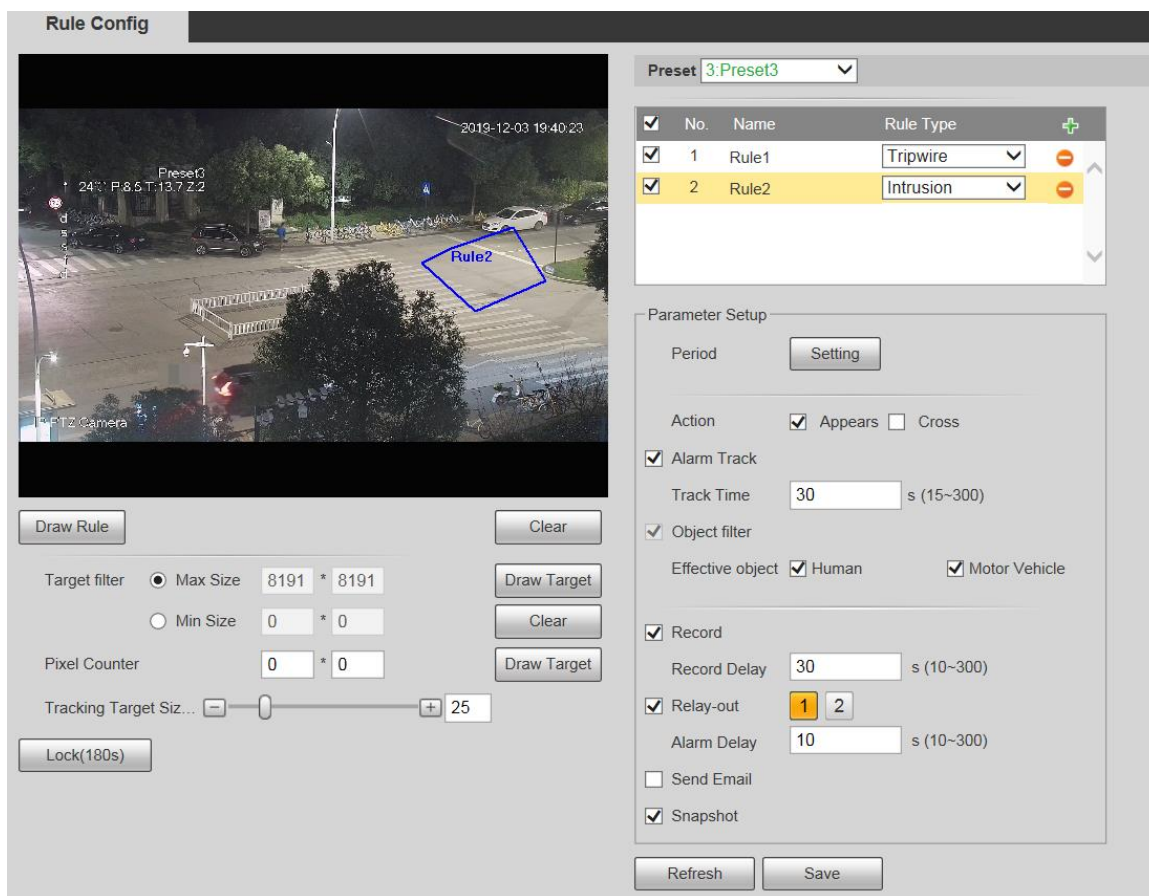 Rule Config
2019-12-03 19:40:23
Preset3
Rule2
PTZ Camera
Draw Rule
Clear
Target filter Max Size 8191 * 8191 Draw Target
Min Size 0 * 0 Clear
Pixel Counter 0 * 0 Draw Target
Tracking Target Siz... − + 25
Lock(180s)
Preset 3:Preset3
No. Name Rule Type
1 Rule1 Tripwire
2 Rule2 Intrusion
Parameter Setup
Period Setting
Action Appears Cross
Alarm Track
Track Time 30 s (15~300)
Object filter
Effective object Human Motor Vehicle
Record
Record Delay 30 s (10~300)
Relay-out 1 2
Alarm Delay 10 s (10~300)
Send Email
Snapshot
Refresh Save